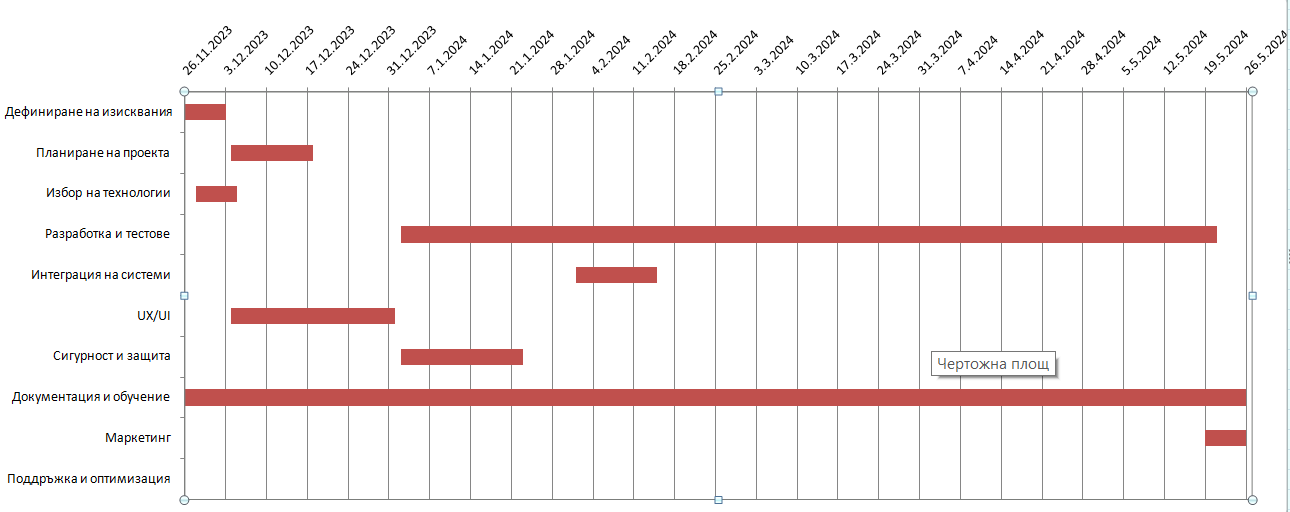 26.11.2023
3.12.2023
10.12.2023
17.12.2023
24.12.2023
31.12.2023
7.1.2024
14.1.2024
21.1.2024
28.1.2024
4.2.2024
11.2.2024
18.2.2024
25.2.2024
3.3.2024
10.3.2024
17.3.2024
24.3.2024
31.3.2024
7.4.2024
14.4.2024
21.4.2024
28.4.2024
5.5.2024
12.5.2024
19.5.2024
26.5.2024
Дефиниране на изисквания
Планиране на проекта
Избор на технологии
Разработка и тестове
Интеграция на системи
UX/UI
Сигурност и защита
Чертожна площ
Документация и обучение
Маркетинг
Поддръжка и оптимизация